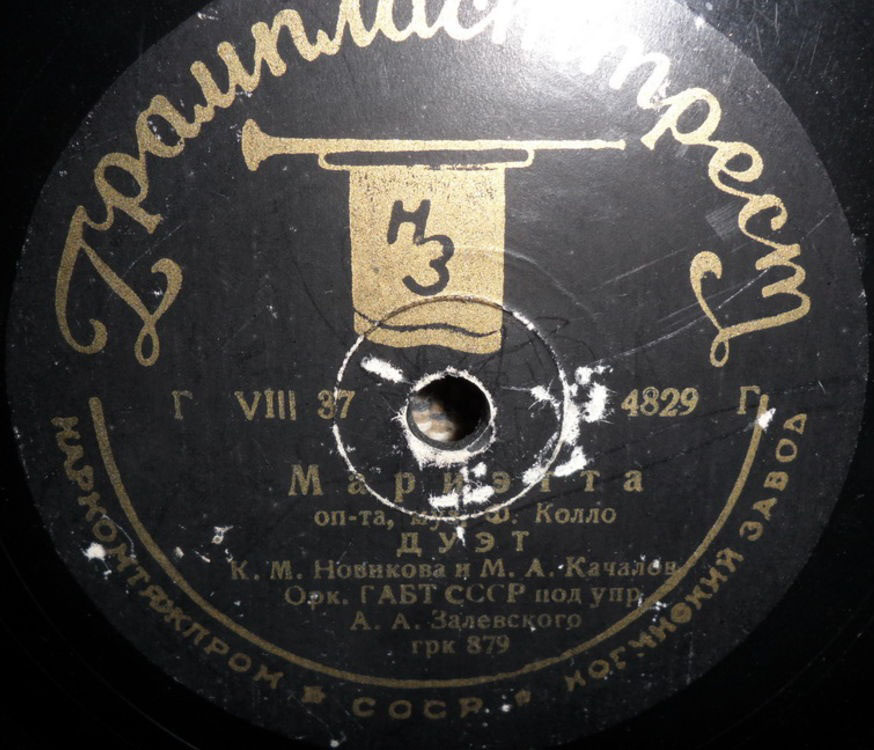 Грампластрест
НЗ
Г VIII 37 4829 Г
Мариэтта
оп-та, муз. Ф. Колло
ДУЭТ
К. М. Новикова и М. А. Качалов
Орк. ГАБТ СССР под упр.
А. А. Залевского
грк 879
НАРКОМТЯЖПРОМ СССР НОГИНСКИЙ ЗАВОД